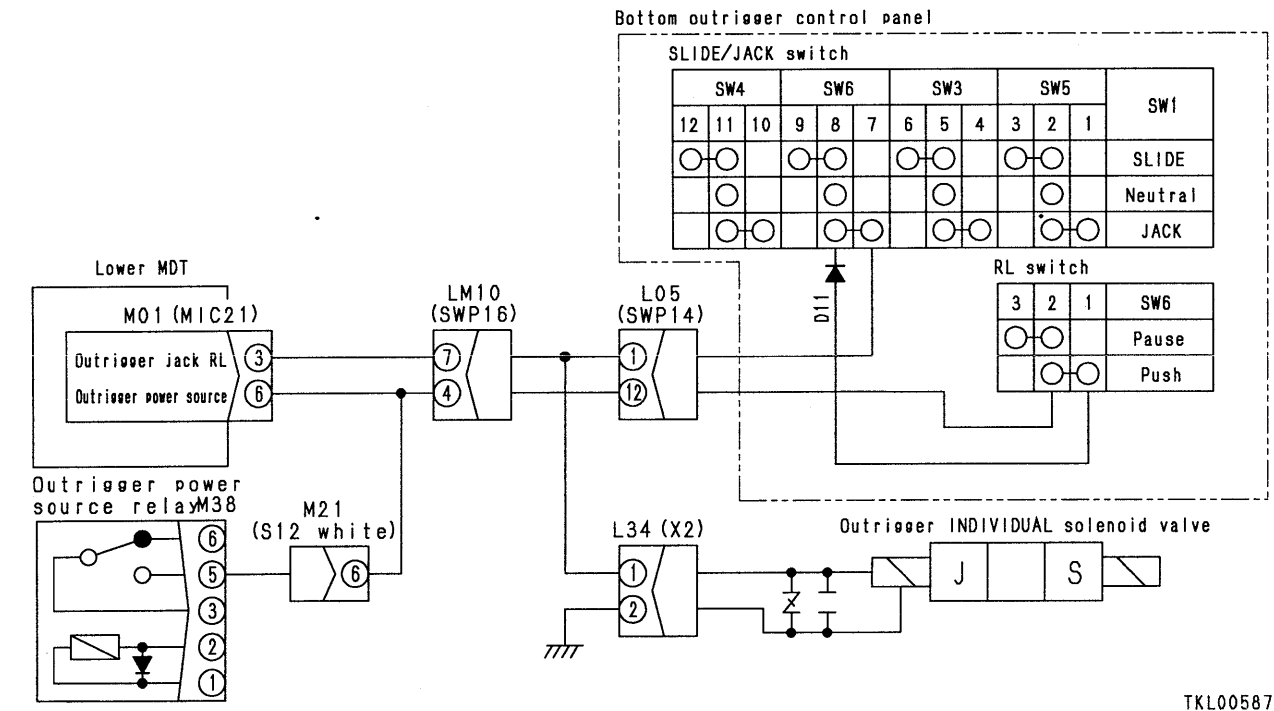 Bottom outrigger control panel
SLIDE/JACK switch
SW4 SW6 SW3 SW5 SW1
12 11 10 9 8 7 6 5 4 3 2 1
SLIDE
Neutral
JACK
RL switch
3 2 1 SW6
Pause
Push
D11
Lower MDT
M01 (MIC21)
Outrigger jack RL 3
Outrigger power source 6
LM10
(SWP16)
7
4
L05
(SWP14)
1
12
Outrigger power
source relay M38
6
5
3
2
1
M21
(S12 white)
6
L34 (X2)
1
2
Outrigger INDIVIDUAL solenoid valve
J S
TKL00587